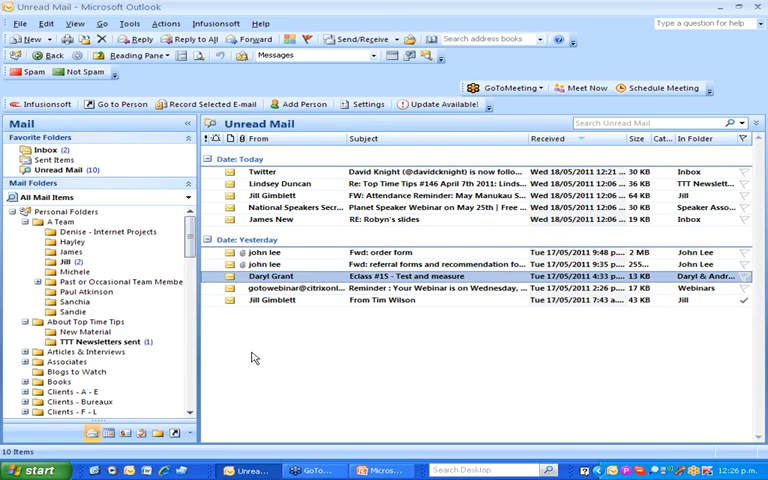 Unread Mail - Microsoft Outlook
File Edit View Go Tools Actions Infusionsoft Help
Type a question for help
New Reply Reply to All Forward Send/Receive Search address books
Back Reading Pane Messages
Spam Not Spam
GoToMeeting Meet Now Schedule Meeting
Infusionsoft Go to Person Record Selected E-mail Add Person Settings Update Available!
Mail
Favorite Folders
Inbox (2)
Sent Items
Unread Mail (10)
Mail Folders
All Mail Items
Personal Folders
A Team
Denise - Internet Projects
Hayley
James
Jill (2)
Michele
Past or Occasional Team Membe
Paul Atkinson
Sanchia
Sandie
About Top Time Tips
New Material
TTT Newsletters sent (1)
Articles & Interviews
Associates
Blogs to Watch
Books
Clients - A - E
Clients - Bureaux
Clients - F - L
Unread Mail
Search Unread Mail
From Subject Received Size Cat... In Folder
Date: Today
Twitter David Knight (@davidcknight) is now follo... Wed 18/05/2011 12:21 ... 30 KB Inbox
Lindsey Duncan Re: Top Time Tips #146 April 7th 2011: Linds... Wed 18/05/2011 12:06 ... 39 KB TTT Newslett...
Jill Gimblett FW: Attendance Reminder: May Manukau S... Wed 18/05/2011 12:06 ... 64 KB Jill
National Speakers Secr... Planet Speaker Webinar on May 25th | Free ... Wed 18/05/2011 12:06 ... 34 KB Speaker Asso...
James New RE: Robyn's slides Wed 18/05/2011 12:06 ... 19 KB Inbox
Date: Yesterday
john lee Fwd: order form Tue 17/05/2011 9:48 p.... 2 MB John Lee
john lee Fwd: referral forms and recommendation fo... Tue 17/05/2011 9:35 p.... 255... John Lee
Daryl Grant Eclass #15 - Test and measure Tue 17/05/2011 4:33 p.... 13 KB Daryl & Andr...
gotowebinar@citrixonl... Reminder : Your Webinar is on Wednesday, ... Tue 17/05/2011 2:26 p.... 17 KB Webinars
Jill Gimblett From Tim Wilson Tue 17/05/2011 7:43 a.... 43 KB Jill
10 Items
start Unrea... GoTo... Micros... Search Desktop 12:26 p.m.